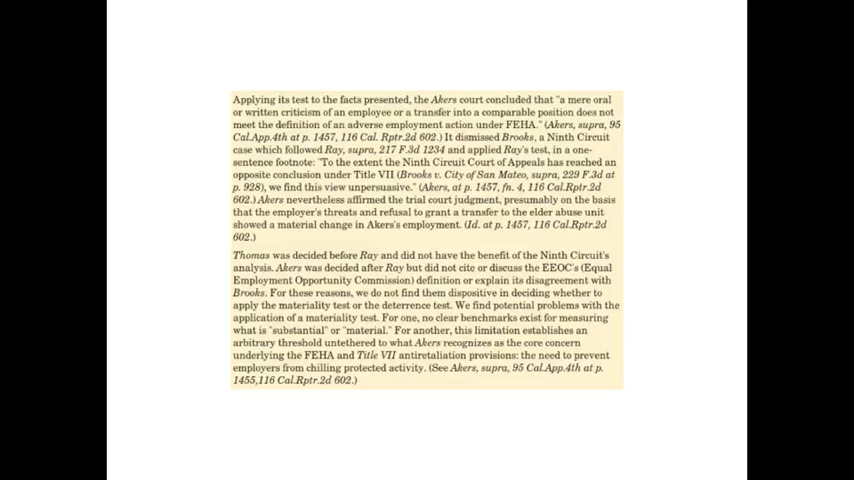 Applying its test to the facts presented, the Akers court concluded that "a mere oral
or written criticism of an employee or a transfer into a comparable position does not
meet the definition of an adverse employment action under FEHA." (Akers, supra, 95
Cal.App.4th at p. 1457, 116 Cal. Rptr.2d 602.) It dismissed Brooks, a Ninth Circuit
case which followed Ray, supra, 217 F.3d 1234 and applied Ray's test, in a one-
sentence footnote: "To the extent the Ninth Circuit Court of Appeals has reached an
opposite conclusion under Title VII (Brooks v. City of San Mateo, supra, 229 F.3d at
p. 928), we find this view unpersuasive." (Akers, at p. 1457, fn. 4, 116 Cal.Rptr.2d
602.) Akers nevertheless affirmed the trial court judgment, presumably on the basis
that the employer's threats and refusal to grant a transfer to the elder abuse unit
showed a material change in Akers's employment. (Id. at p. 1457, 116 Cal.Rptr.2d
602.)
Thomas was decided before Ray and did not have the benefit of the Ninth Circuit's
analysis. Akers was decided after Ray but did not cite or discuss the EEOC's (Equal
Employment Opportunity Commission) definition or explain its disagreement with
Brooks. For these reasons, we do not find them dispositive in deciding whether to
apply the materiality test or the deterrence test. We find potential problems with the
application of a materiality test. For one, no clear benchmarks exist for measuring
what is "substantial" or "material." For another, this limitation establishes an
arbitrary threshold untethered to what Akers recognizes as the core concern
underlying the FEHA and Title VII antiretaliation provisions: the need to prevent
employers from chilling protected activity. (See Akers, supra, 95 Cal.App.4th at p.
1455,116 Cal.Rptr.2d 602.)